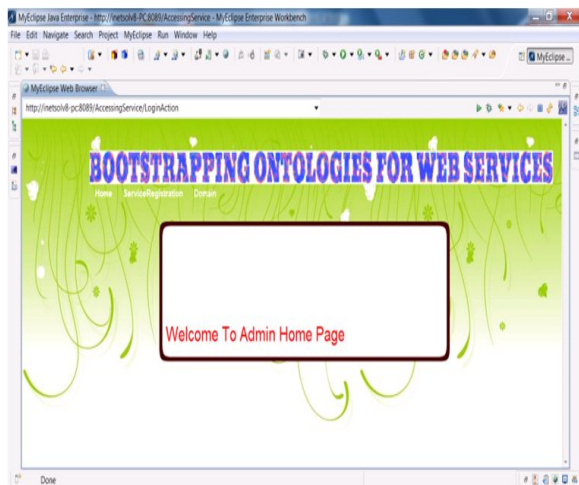 MyEclipse Java Enterprise - http://inetsolv8-PC:8089/AccessingService - MyEclipse Enterprise Workbench
File Edit Navigate Search Project MyEclipse Run Window Help
MyEclipse ...
MyEclipse Web Browser
http://inetsolv8-pc:8089/AccessingService/LoginAction
BOOTSTRAPPING ONTOLOGIES FOR WEB SERVICES
Home ServiceRegistration Domain
Welcome To Admin Home Page
Done